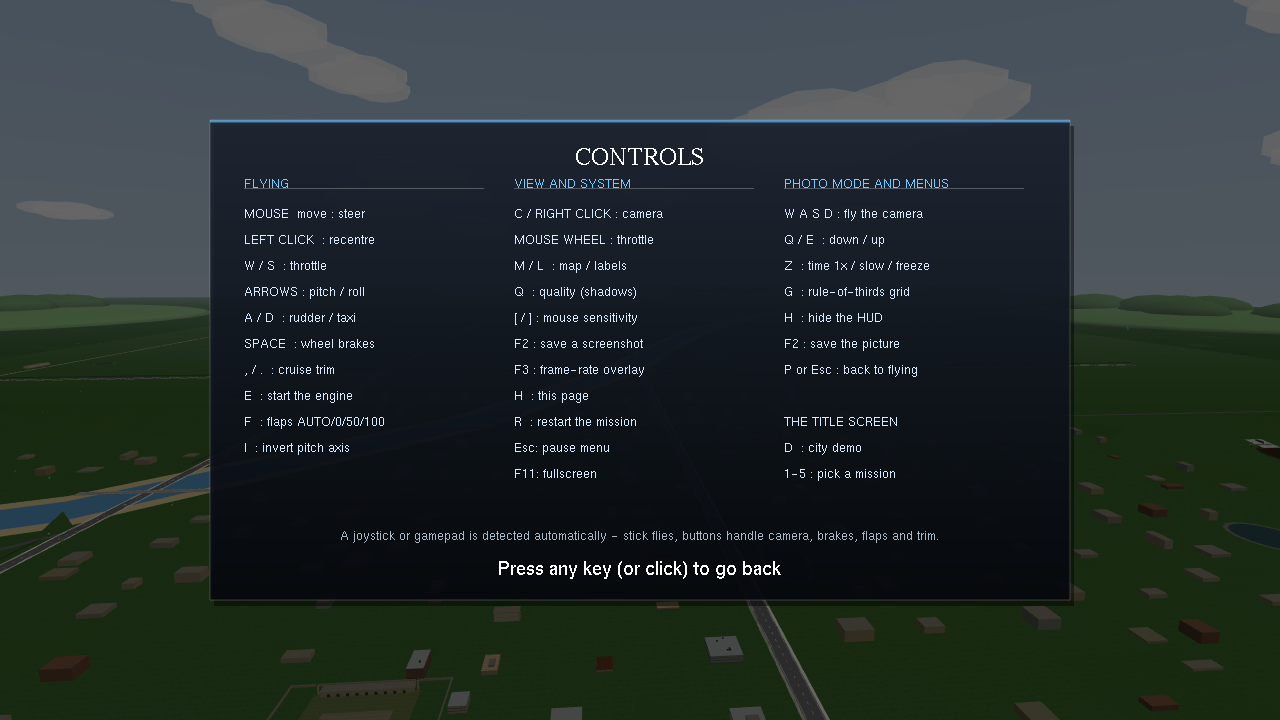 CONTROLS
FLYING
MOUSE move : steer
LEFT CLICK : recentre
W / S : throttle
ARROWS : pitch / roll
A / D : rudder / taxi
SPACE : wheel brakes
, / . : cruise trim
E : start the engine
F : flaps AUTO/0/50/100
I : invert pitch axis
VIEW AND SYSTEM
C / RIGHT CLICK : camera
MOUSE WHEEL : throttle
M / L : map / labels
Q : quality (shadows)
[ / ] : mouse sensitivity
F2 : save a screenshot
F3 : frame-rate overlay
H : this page
R : restart the mission
Esc: pause menu
F11: fullscreen
PHOTO MODE AND MENUS
W A S D : fly the camera
Q / E : down / up
Z : time 1x / slow / freeze
G : rule-of-thirds grid
H : hide the HUD
F2 : save the picture
P or Esc : back to flying
THE TITLE SCREEN
D : city demo
1-5 : pick a mission
A joystick or gamepad is detected automatically - stick flies, buttons handle camera, brakes, flaps and trim.
Press any key (or click) to go back